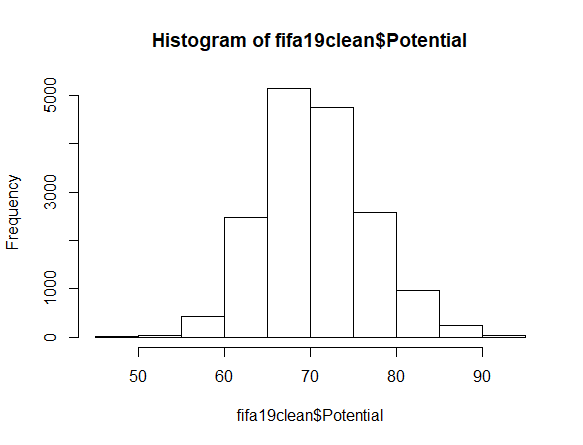 Histogram of fifa19clean$Potential
Frequency
5000
3000
1000
0
50 60 70 80 90
fifa19clean$Potential